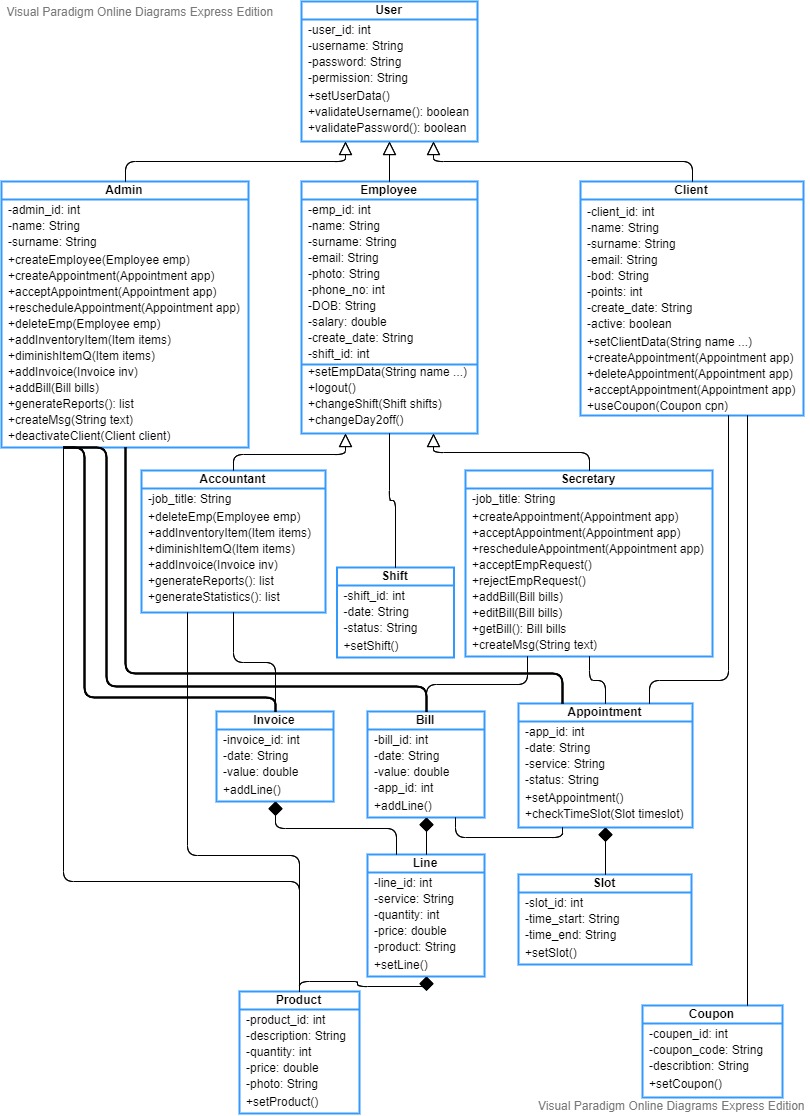 Visual Paradigm Online Diagrams Express Edition
User
-user_id: int
-username: String
-password: String
-permission: String
+setUserData()
+validateUsername(): boolean
+validatePassword(): boolean
Admin
-admin_id: int
-name: String
-surname: String
+createEmployee(Employee emp)
+createAppointment(Appointment app)
+acceptAppointment(Appointment app)
+rescheduleAppointment(Appointment app)
+deleteEmp(Employee emp)
+addInventoryItem(Item items)
+diminishItemQ(Item items)
+addInvoice(Invoice inv)
+addBill(Bill bills)
+generateReports(): list
+createMsg(String text)
+deactivateClient(Client client)
Employee
-emp_id: int
-name: String
-surname: String
-email: String
-photo: String
-phone_no: int
-DOB: String
-salary: double
-create_date: String
-shift_id: int
+setEmpData(String name ...)
+logout()
+changeShift(Shift shifts)
+changeDay2off()
Client
-client_id: int
-name: String
-surname: String
-email: String
-bod: String
-points: int
-create_date: String
-active: boolean
+setClientData(String name ...)
+createAppointment(Appointment app)
+deleteAppointment(Appointment app)
+acceptAppointment(Appointment app)
+useCoupon(Coupon cpn)
Accountant
-job_title: String
+deleteEmp(Employee emp)
+addInventoryItem(Item items)
+diminishItemQ(Item items)
+addInvoice(Invoice inv)
+generateReports(): list
+generateStatistics(): list
Shift
-shift_id: int
-date: String
-status: String
+setShift()
Secretary
-job_title: String
+createAppointment(Appointment app)
+acceptAppointment(Appointment app)
+rescheduleAppointment(Appointment app)
+acceptEmpRequest()
+rejectEmpRequest()
+addBill(Bill bills)
+editBill(Bill bills)
+getBill(): Bill bills
+createMsg(String text)
Invoice
-invoice_id: int
-date: String
-value: double
+addLine()
Bill
-bill_id: int
-date: String
-value: double
-app_id: int
+addLine()
Appointment
-app_id: int
-date: String
-service: String
-status: String
+setAppointment()
+checkTimeSlot(Slot timeslot)
Line
-line_id: int
-service: String
-quantity: int
-price: double
-product: String
+setLine()
Slot
-slot_id: int
-time_start: String
-time_end: String
+setSlot()
Product
-product_id: int
-description: String
-quantity: int
-price: double
-photo: String
+setProduct()
Coupon
-coupen_id: int
-coupon_code: String
-describtion: String
+setCoupon()
Visual Paradigm Online Diagrams Express Edition